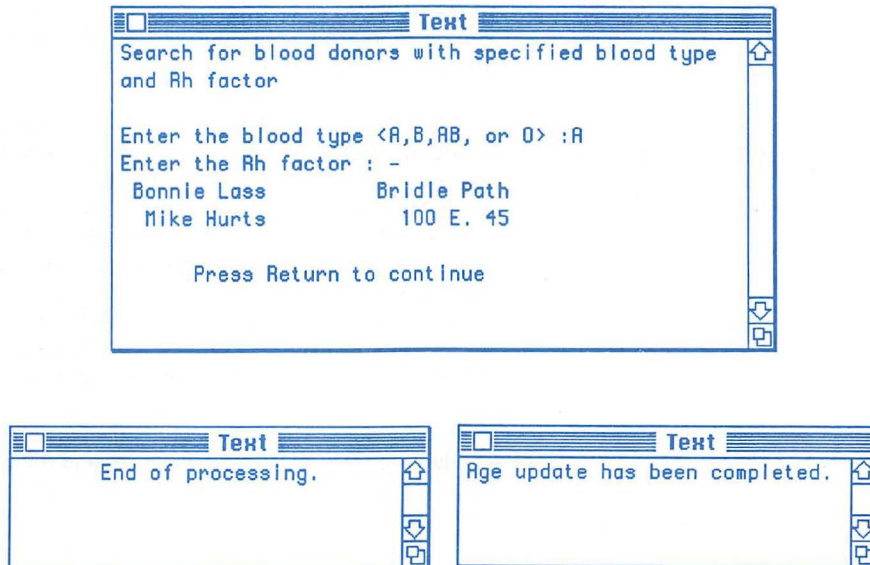 Text
Search for blood donors with specified blood type
and Rh factor
Enter the blood type <A,B,AB, or O> :A
Enter the Rh factor : -
Bonnie Lass Bridle Path
Mike Hurts 100 E. 45
Press Return to continue
Text
End of processing.
Text
Age update has been completed.